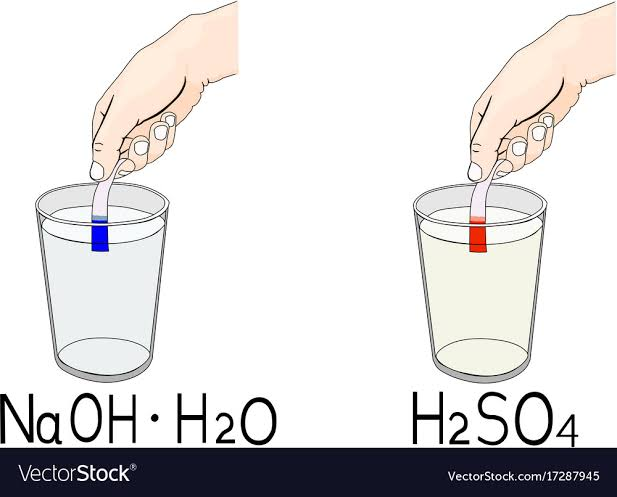 NaOH · H2O
H2SO4
VectorStock®
VectorStock.com/17287945